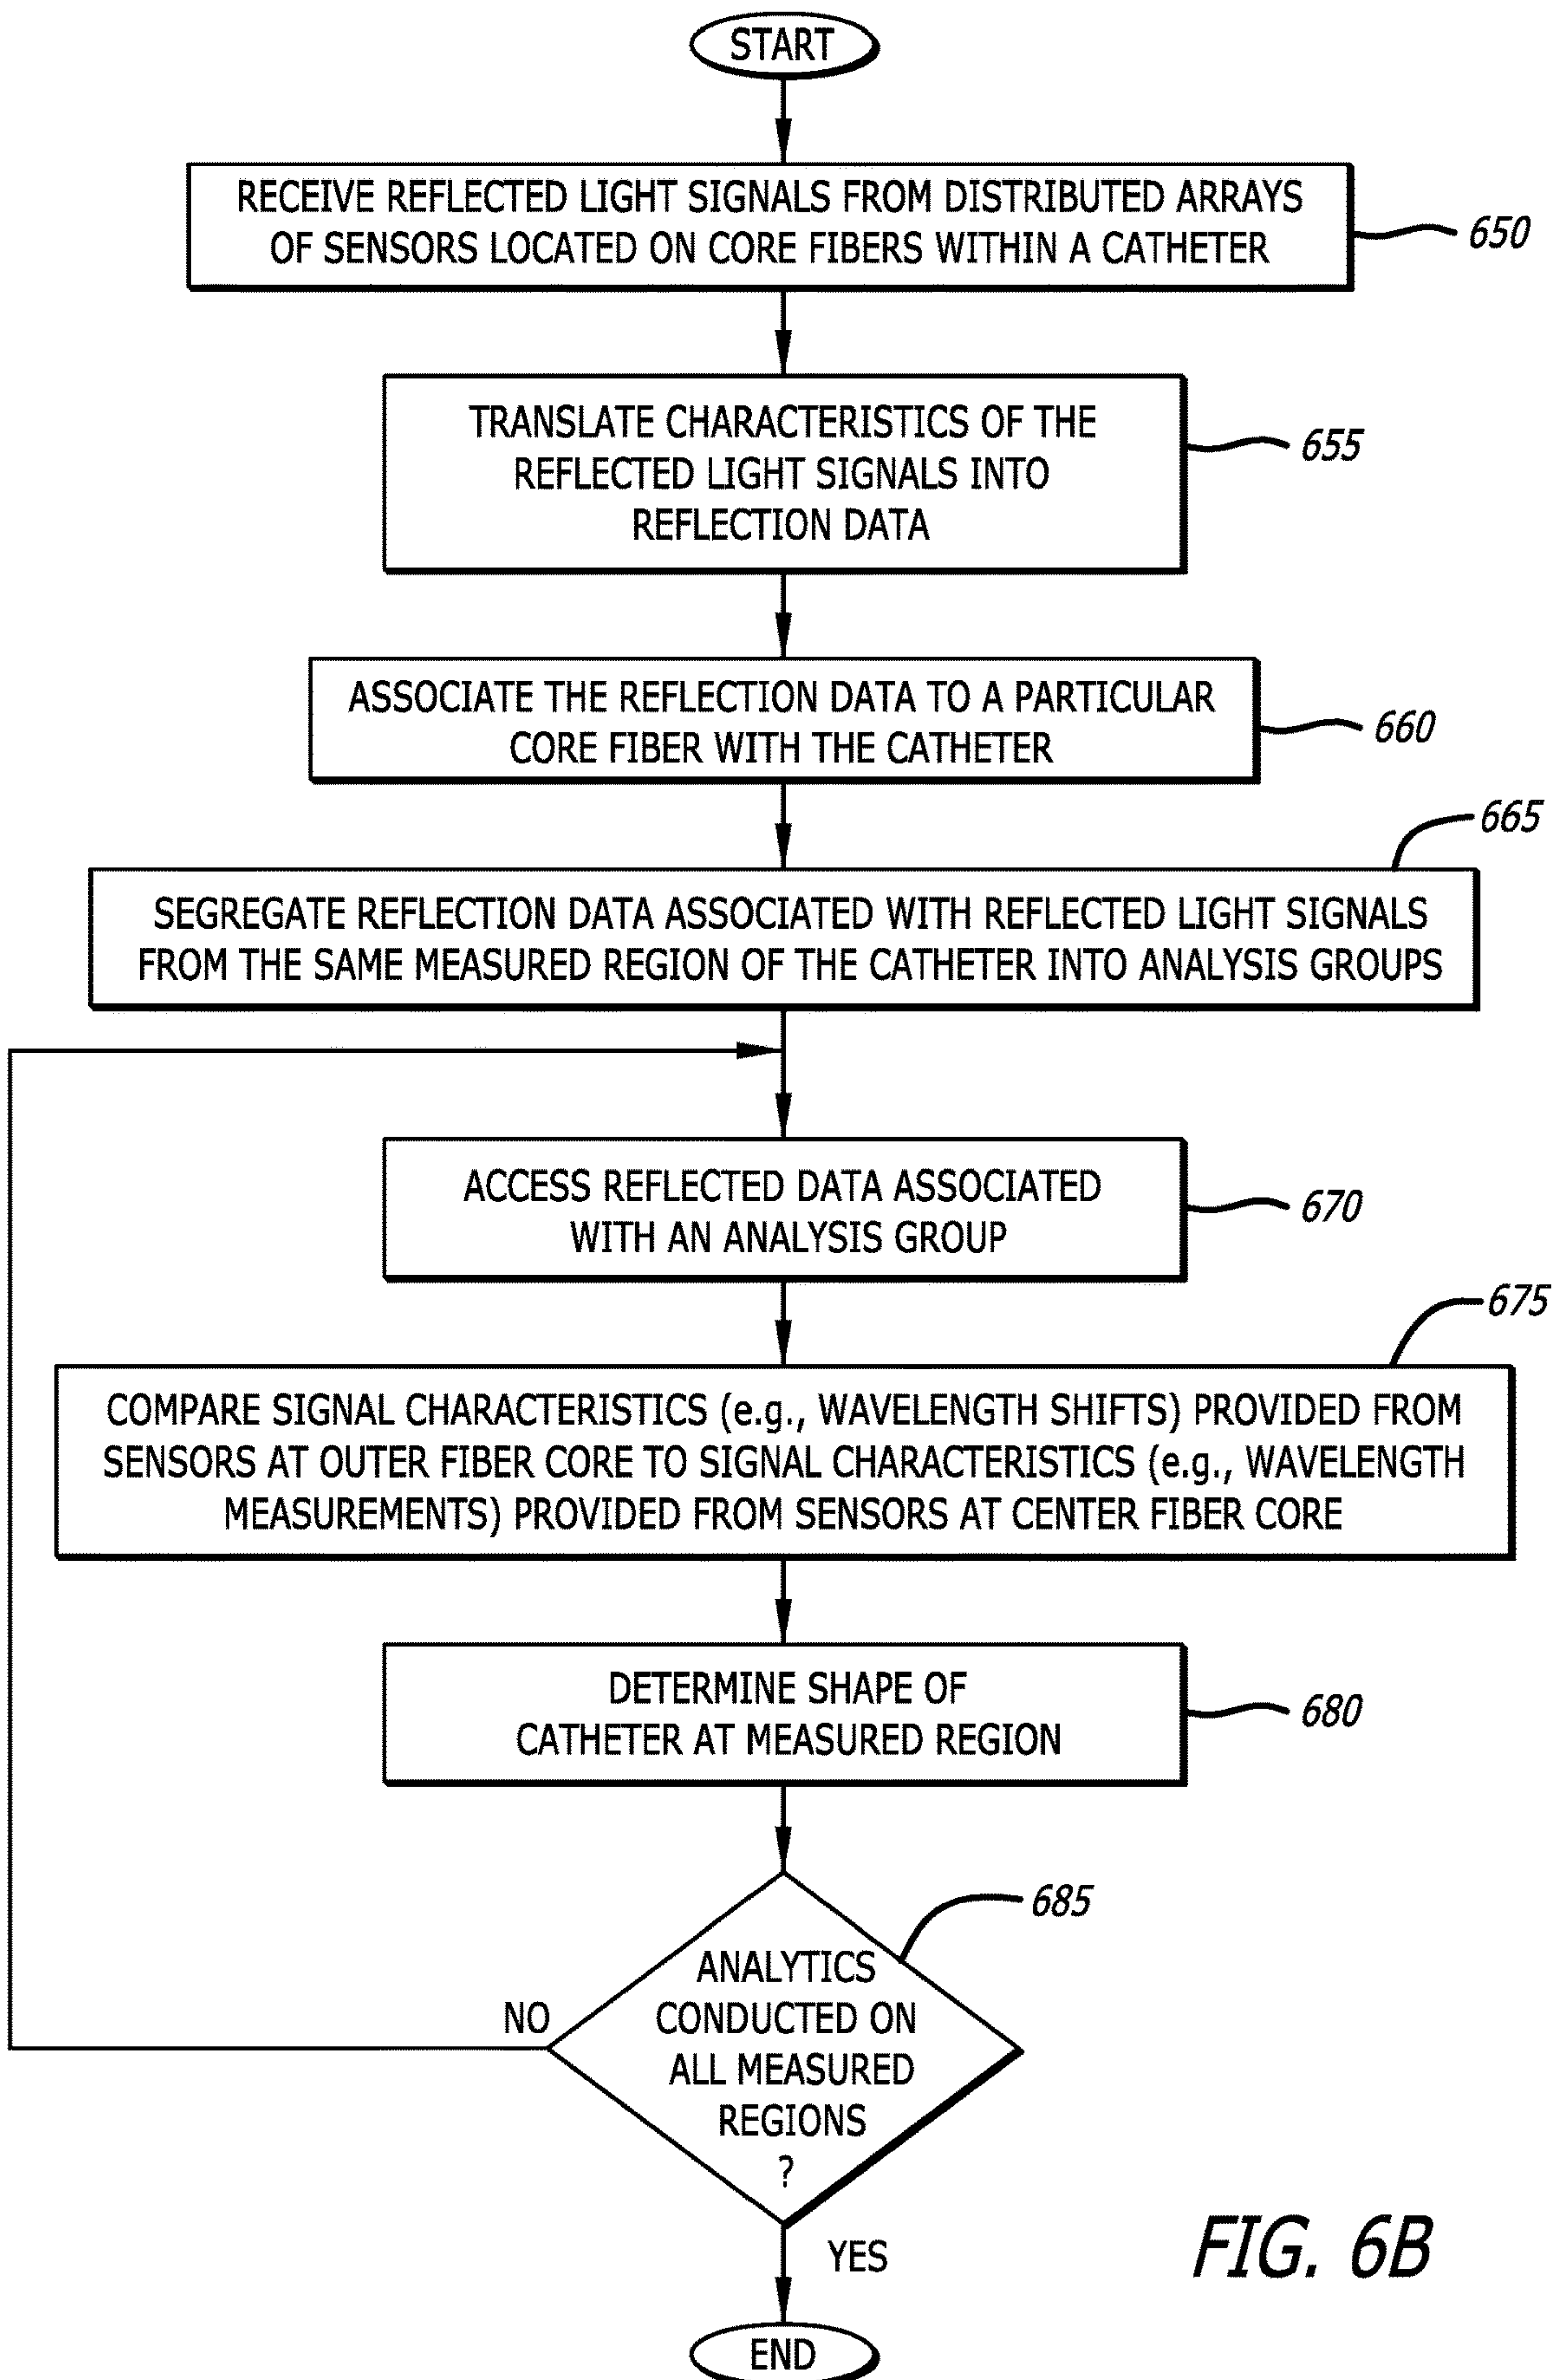 START
RECEIVE REFLECTED LIGHT SIGNALS FROM DISTRIBUTED ARRAYS
OF SENSORS LOCATED ON CORE FIBERS WITHIN A CATHETER
650
TRANSLATE CHARACTERISTICS OF THE
REFLECTED LIGHT SIGNALS INTO
REFLECTION DATA
655
ASSOCIATE THE REFLECTION DATA TO A PARTICULAR
CORE FIBER WITH THE CATHETER
660
665
SEGREGATE REFLECTION DATA ASSOCIATED WITH REFLECTED LIGHT SIGNALS
FROM THE SAME MEASURED REGION OF THE CATHETER INTO ANALYSIS GROUPS
ACCESS REFLECTED DATA ASSOCIATED
WITH AN ANALYSIS GROUP
670
675
COMPARE SIGNAL CHARACTERISTICS (e.g., WAVELENGTH SHIFTS) PROVIDED FROM
SENSORS AT OUTER FIBER CORE TO SIGNAL CHARACTERISTICS (e.g., WAVELENGTH
MEASUREMENTS) PROVIDED FROM SENSORS AT CENTER FIBER CORE
DETERMINE SHAPE OF
CATHETER AT MEASURED REGION
680
685
ANALYTICS
CONDUCTED ON
ALL MEASURED
REGIONS
?
NO
YES
END
FIG. 6B